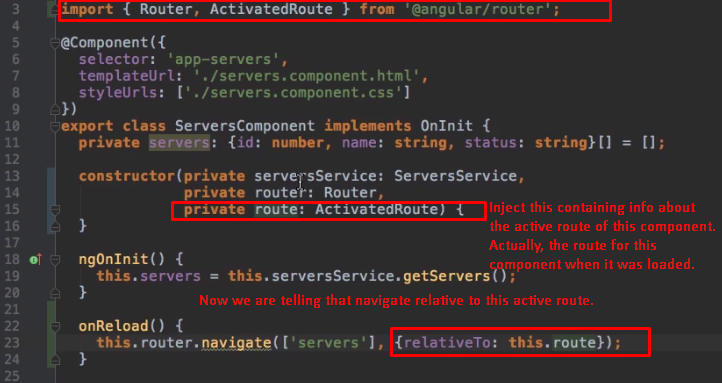 3 import { Router, ActivatedRoute } from '@angular/router';
4
5 @Component({
6 selector: 'app-servers',
7 templateUrl: './servers.component.html',
8 styleUrls: ['./servers.component.css']
9 })
10 export class ServersComponent implements OnInit {
11 private servers: {id: number, name: string, status: string}[] = [];
12
13 constructor(private serversService: ServersService,
14 private router: Router,
15 private route: ActivatedRoute) {
16 }
Inject this containing info about
the active route of this component.
Actually, the route for this
component when it was loaded.
17
18 ngOnInit() {
19 this.servers = this.serversService.getServers();
20 }
Now we are telling that navigate relative to this active route.
21
22 onReload() {
23 this.router.navigate(['servers'], {relativeTo: this.route});
24 }